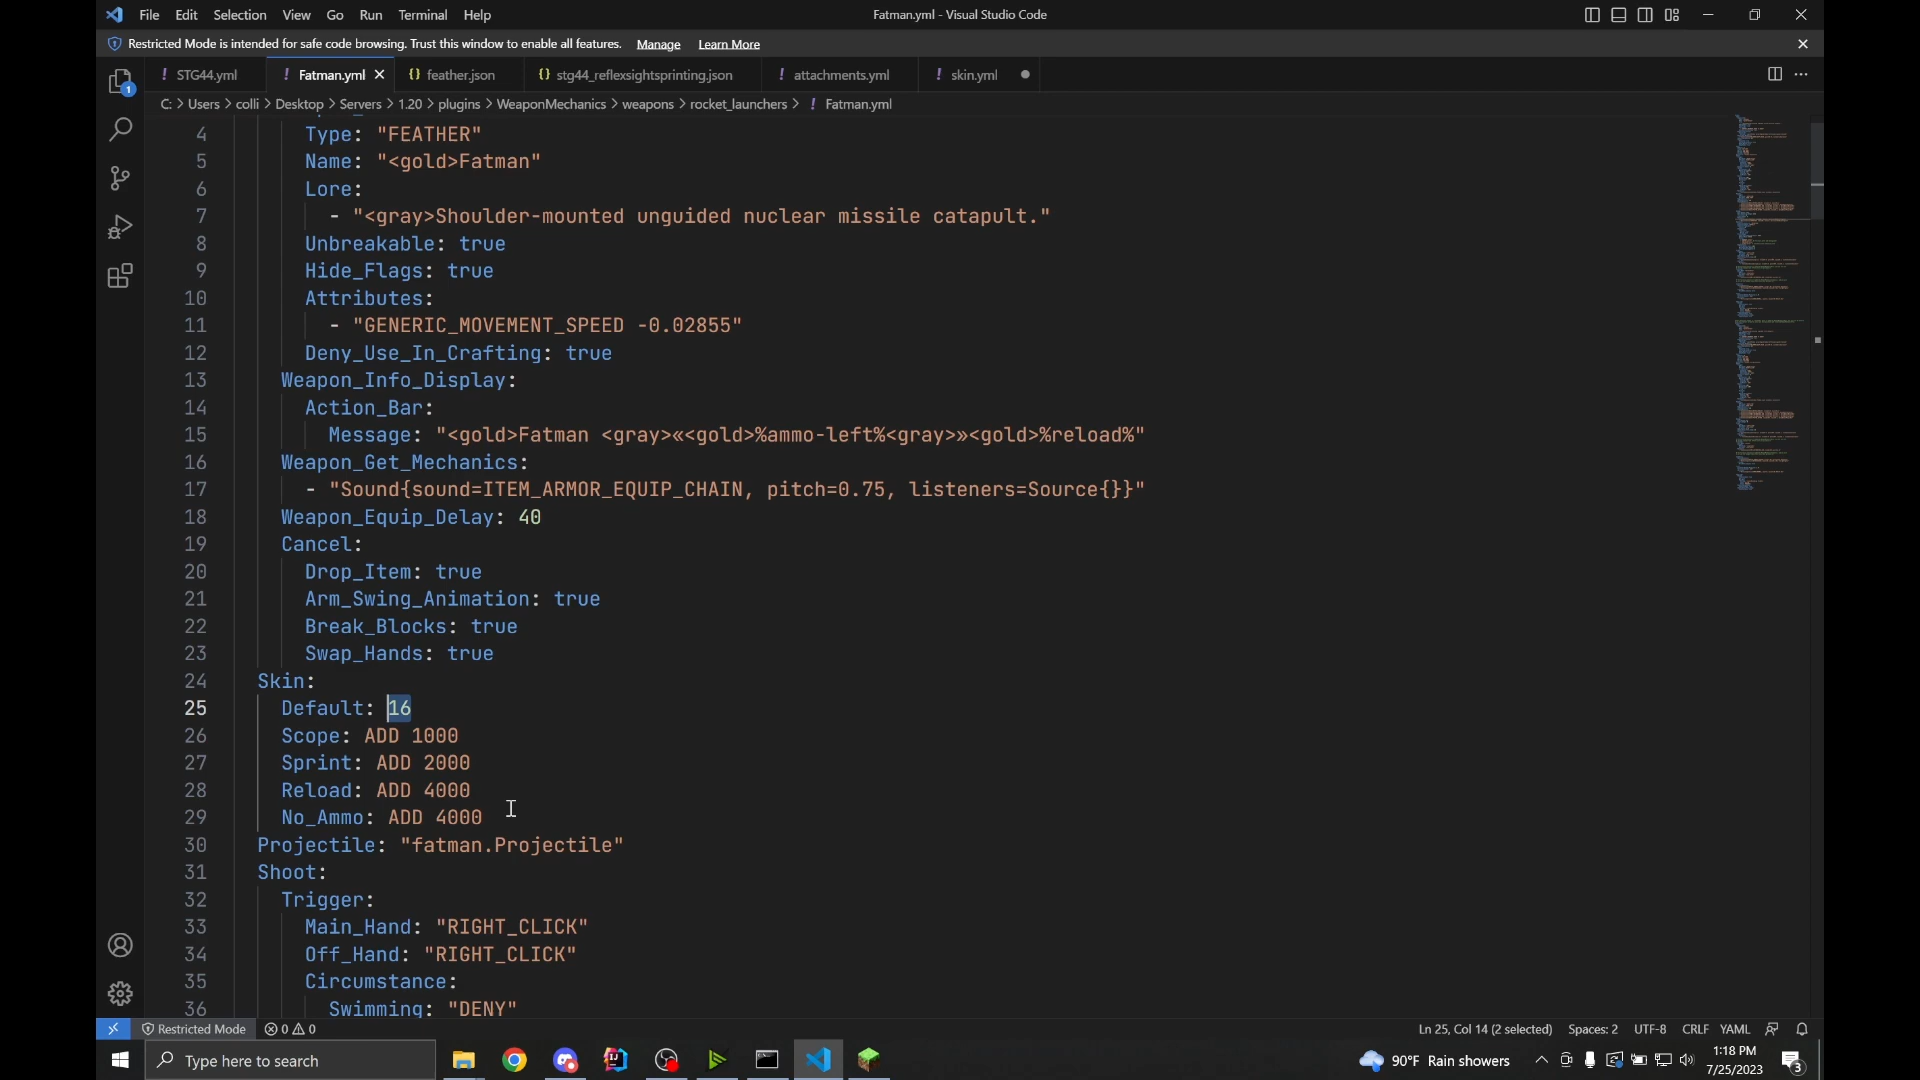 File Edit Selection View Go Run Terminal Help
Fatman.yml - Visual Studio Code
Restricted Mode is intended for safe code browsing. Trust this window to enable all features. Manage Learn More
! STG44.yml ! Fatman.yml {} feather.json {} stg44_reflexsightsprinting.json ! attachments.yml ! skin.yml
C: > Users > colli > Desktop > Servers > 1.20 > plugins > WeaponMechanics > weapons > rocket_launchers > ! Fatman.yml
1
4 Type: "FEATHER"
5 Name: "<gold>Fatman"
6 Lore:
7 - "<gray>Shoulder-mounted unguided nuclear missile catapult."
8 Unbreakable: true
9 Hide_Flags: true
10 Attributes:
11 - "GENERIC_MOVEMENT_SPEED -0.02855"
12 Deny_Use_In_Crafting: true
13 Weapon_Info_Display:
14 Action_Bar:
15 Message: "<gold>Fatman <gray>«<gold>%ammo-left%<gray>»<gold>%reload%"
16 Weapon_Get_Mechanics:
17 - "Sound{sound=ITEM_ARMOR_EQUIP_CHAIN, pitch=0.75, listeners=Source{}}"
18 Weapon_Equip_Delay: 40
19 Cancel:
20 Drop_Item: true
21 Arm_Swing_Animation: true
22 Break_Blocks: true
23 Swap_Hands: true
24 Skin:
25 Default: 16
26 Scope: ADD 1000
27 Sprint: ADD 2000
28 Reload: ADD 4000
29 No_Ammo: ADD 4000
30 Projectile: "fatman.Projectile"
31 Shoot:
32 Trigger:
33 Main_Hand: "RIGHT_CLICK"
34 Off_Hand: "RIGHT_CLICK"
35 Circumstance:
36 Swimming: "DENY"
Restricted Mode 0 0 Ln 25, Col 14 (2 selected) Spaces: 2 UTF-8 CRLF YAML
Type here to search
90°F Rain showers
1:18 PM
7/25/2023
3